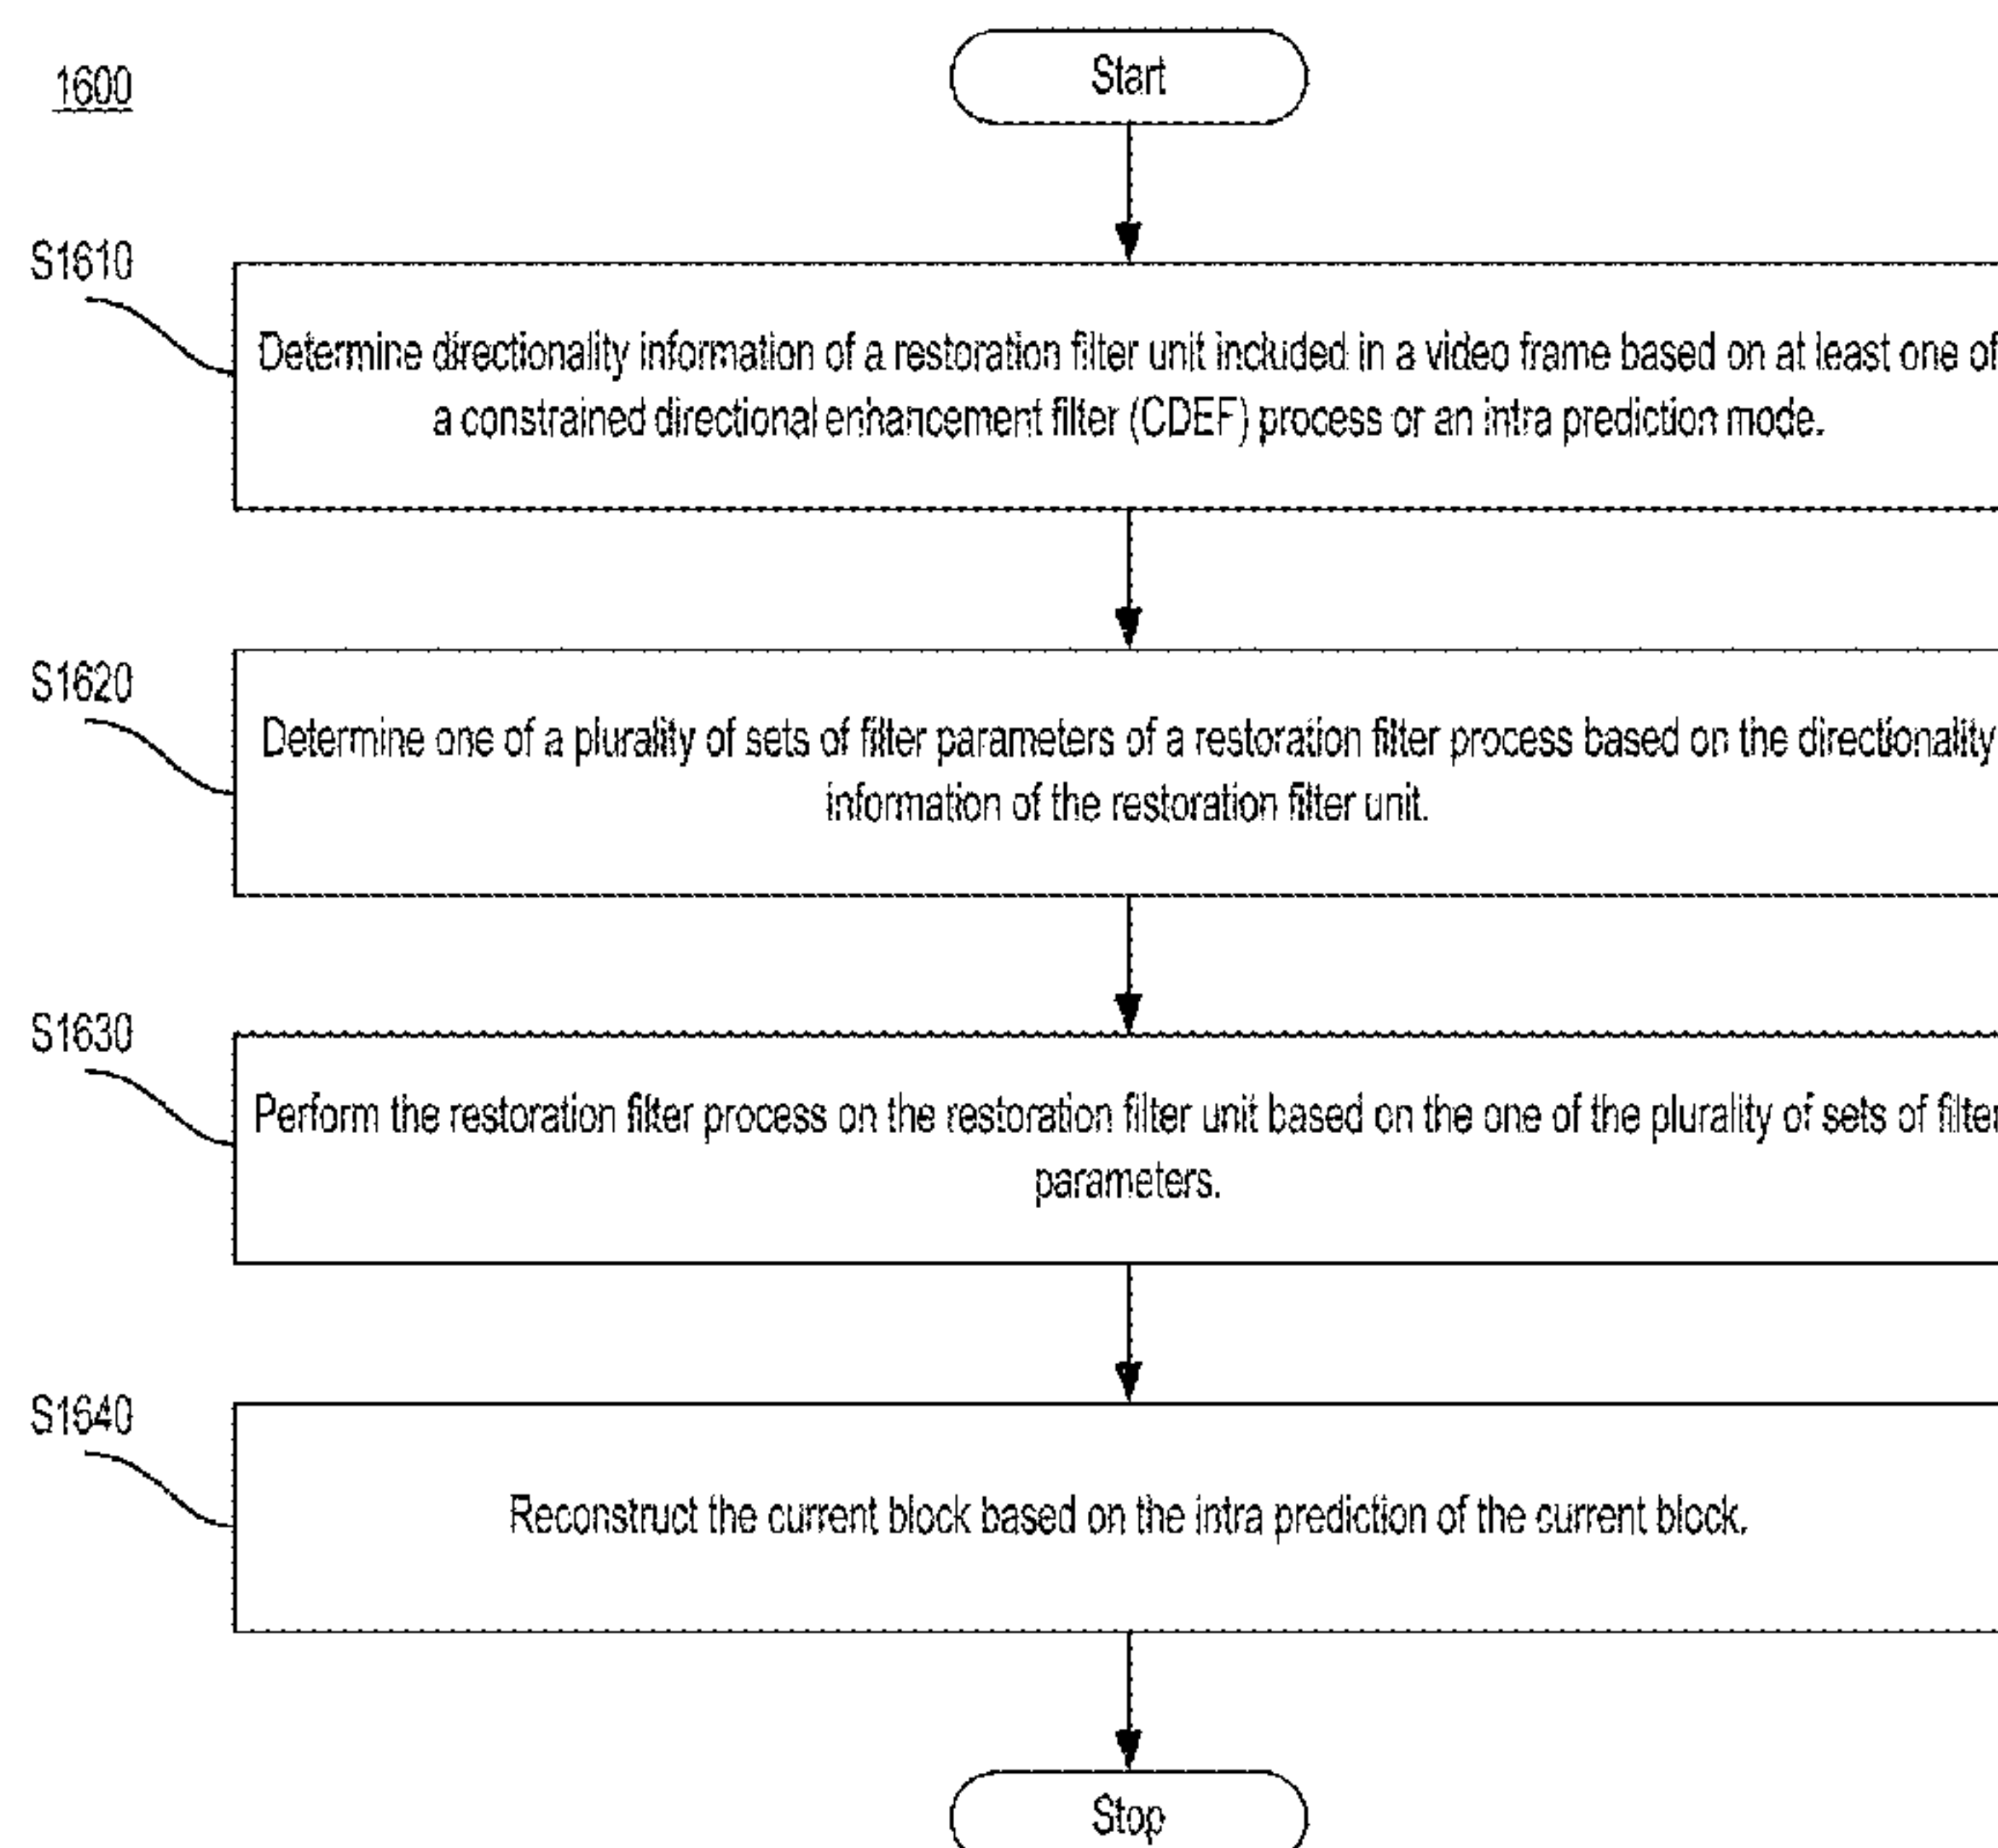 1600
Start
S1610
Determine directionality information of a restoration filter unit included in a video frame based on at least one of
a constrained directional enhancement filter (CDEF) process or an intra prediction mode.
S1620
Determine one of a plurality of sets of filter parameters of a restoration filter process based on the directionality
information of the restoration filter unit.
S1630
Perform the restoration filter process on the restoration filter unit based on the one of the plurality of sets of filter
parameters.
S1640
Reconstruct the current block based on the intra prediction of the current block.
Stop